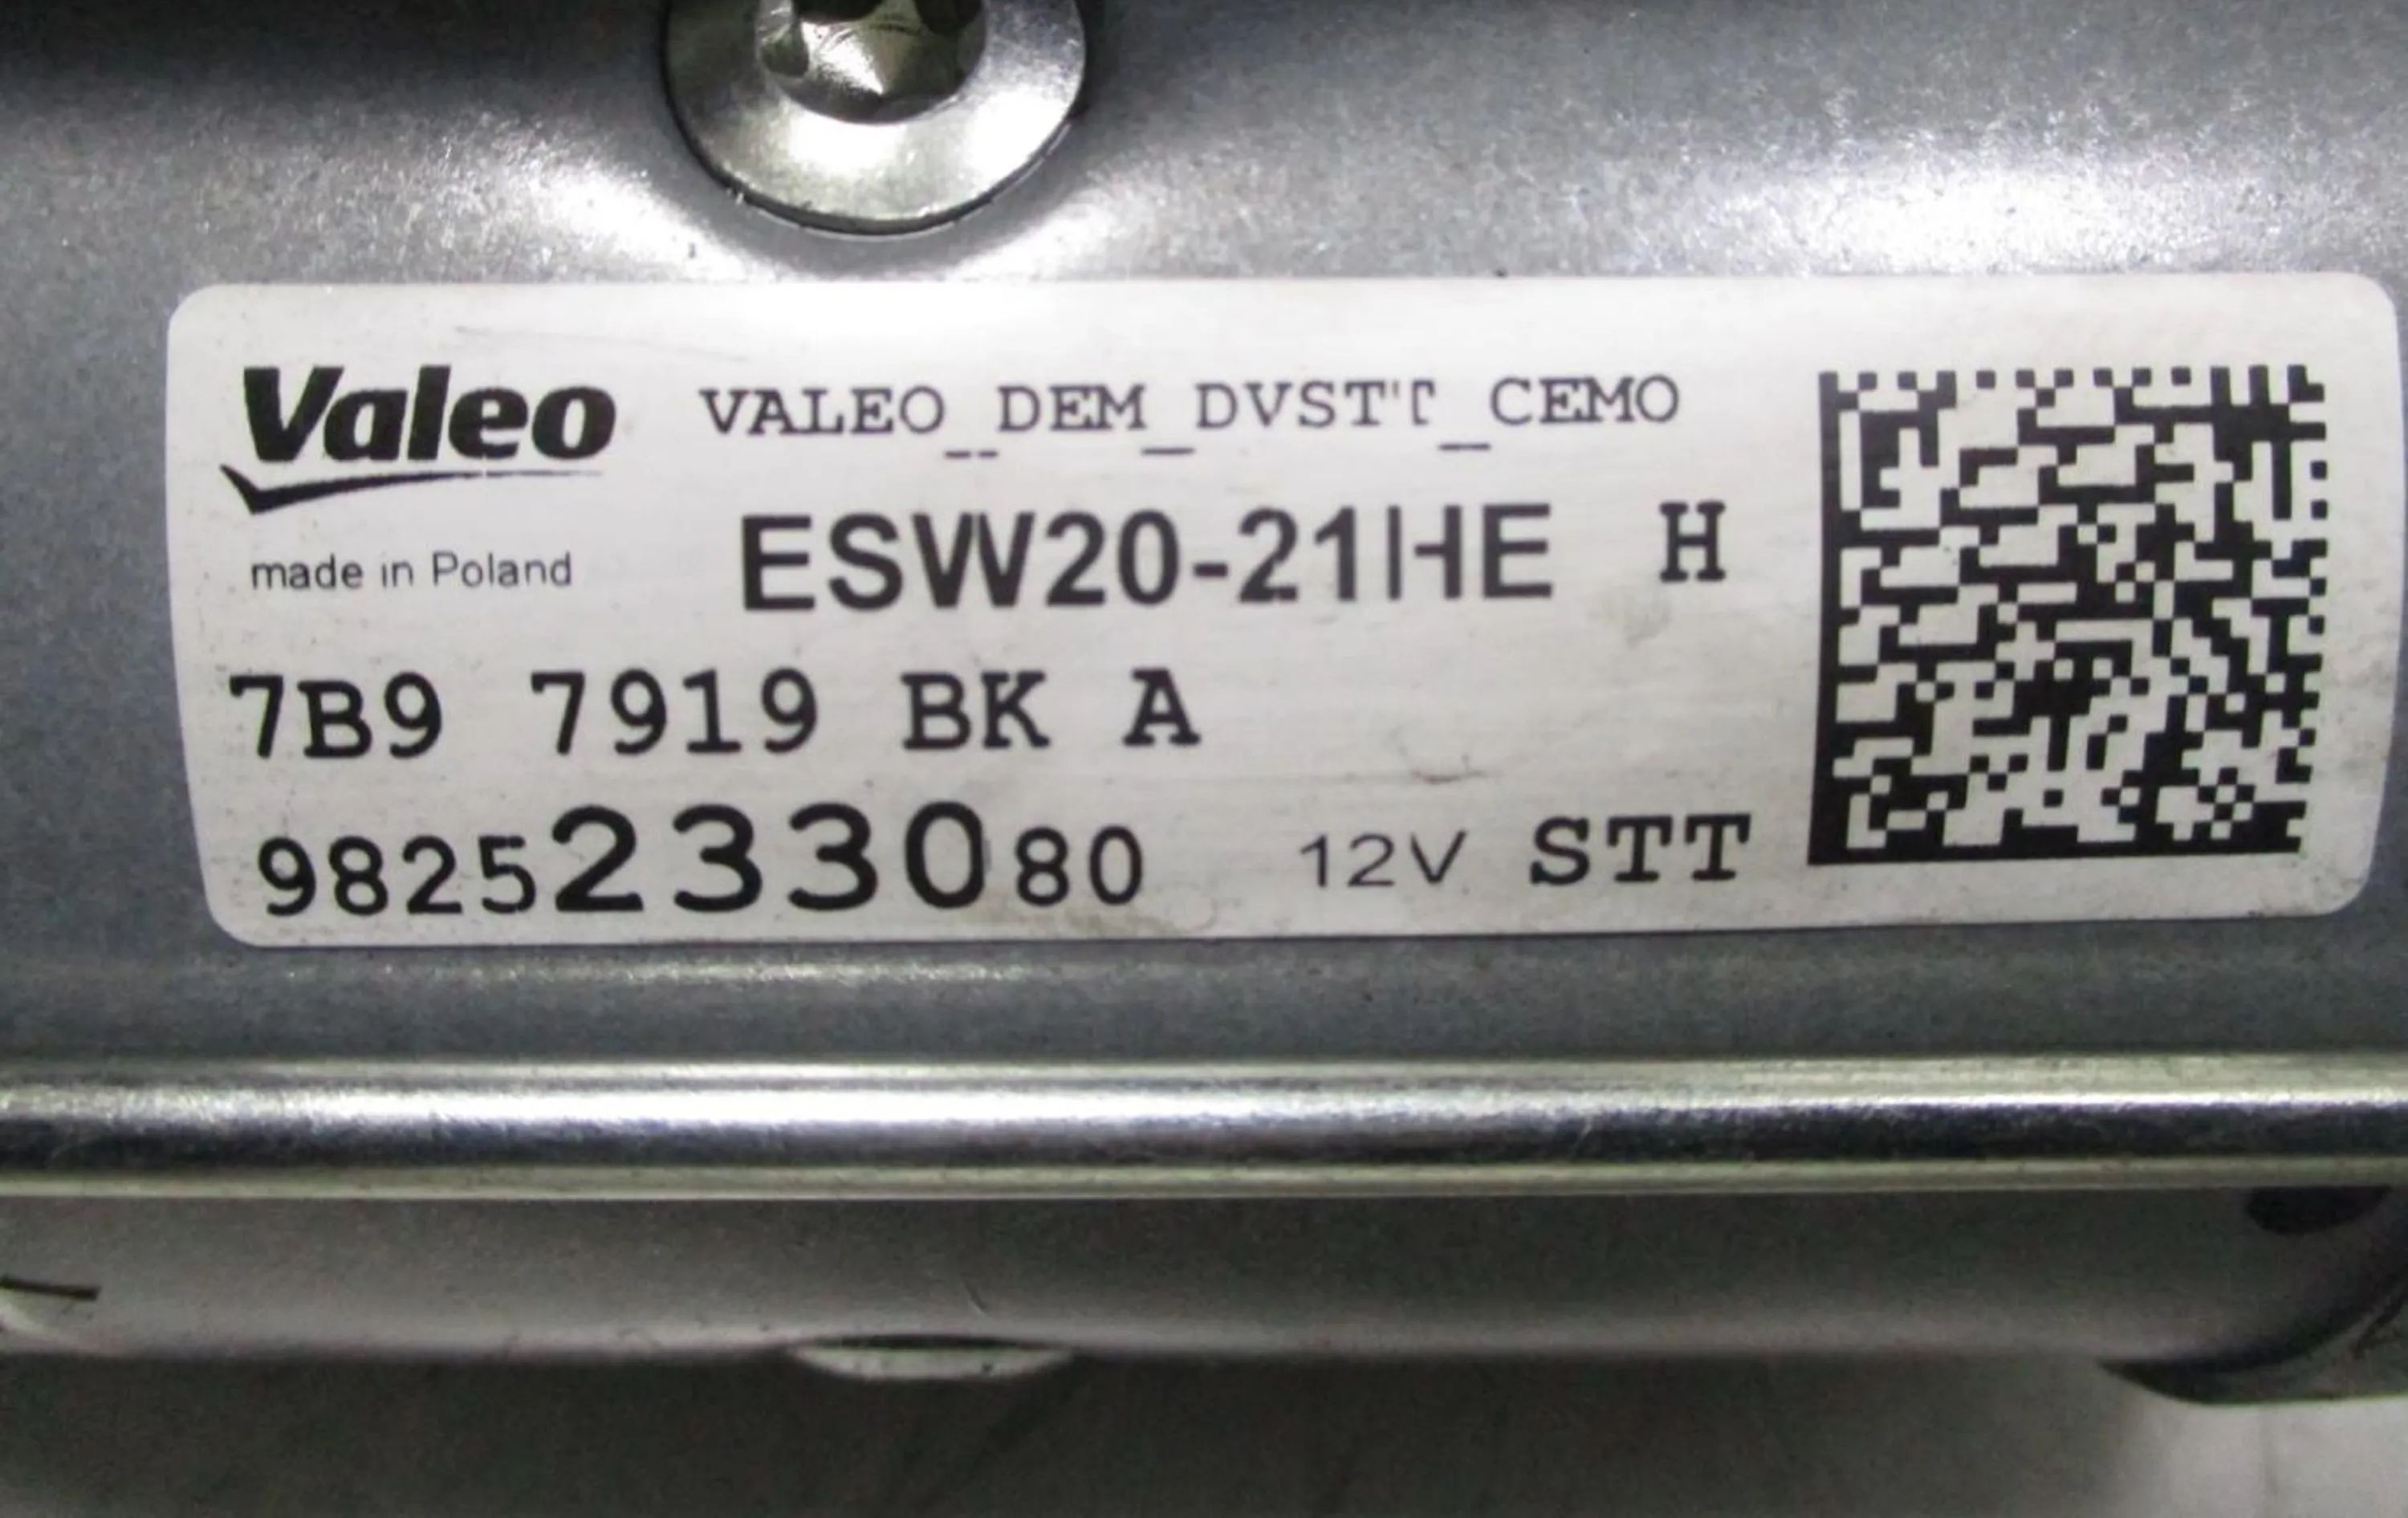 Valeo VALEO_DEM_DVSTT_CEMO
made in Poland ESW20-21HE H
7B9 7919 BK A
9825233080 12V STT